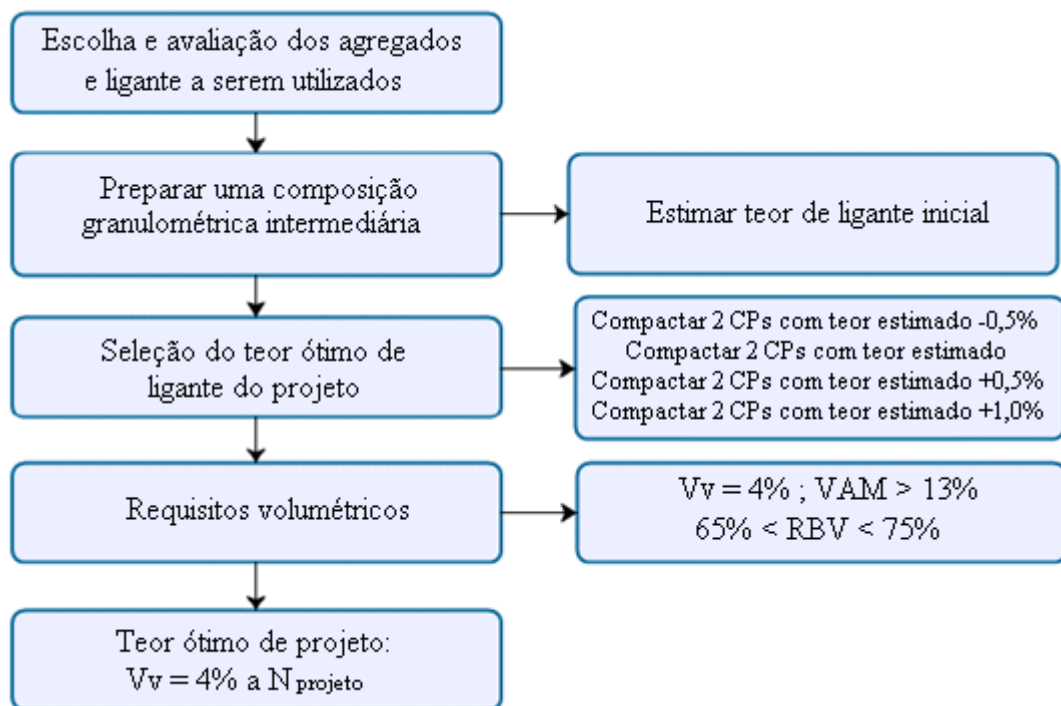 Escolha e avaliação dos agregados
e ligante a serem utilizados
Preparar uma composição
granulométrica intermediária
Estimar teor de ligante inicial
Seleção do teor ótimo de
ligante do projeto
Compactar 2 CPs com teor estimado -0,5%
Compactar 2 CPs com teor estimado
Compactar 2 CPs com teor estimado +0,5%
Compactar 2 CPs com teor estimado +1,0%
Requisitos volumétricos
Vv = 4% ; VAM > 13%
65% < RBV < 75%
Teor ótimo de projeto:
Vv = 4% a N projeto